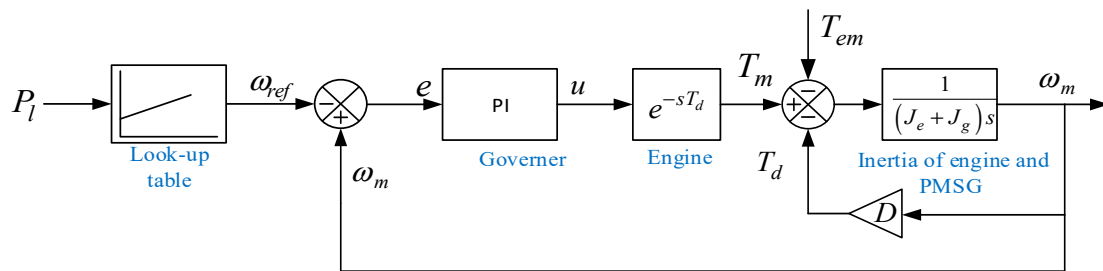 P_l
Look-up
table
ω_ref
−
+
ω_m
e
PI
Governer
u
e^{-sT_d}
Engine
T_m
T_em
+
−
−
T_d
1
(J_e + J_g)s
Inertia of engine and
PMSG
D
ω_m